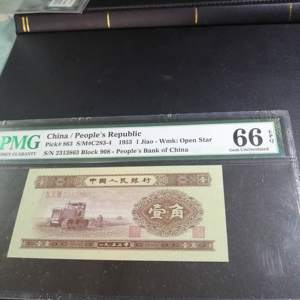 PMG
China / People's Republic
Pick# 863 S/M#C283-4 1953 1 Jiao - Wmk: Open Star
S/N 2313863 Block 908 - People's Bank of China
66 EPQ
Gem Uncirculated
中国人民银行
壹角